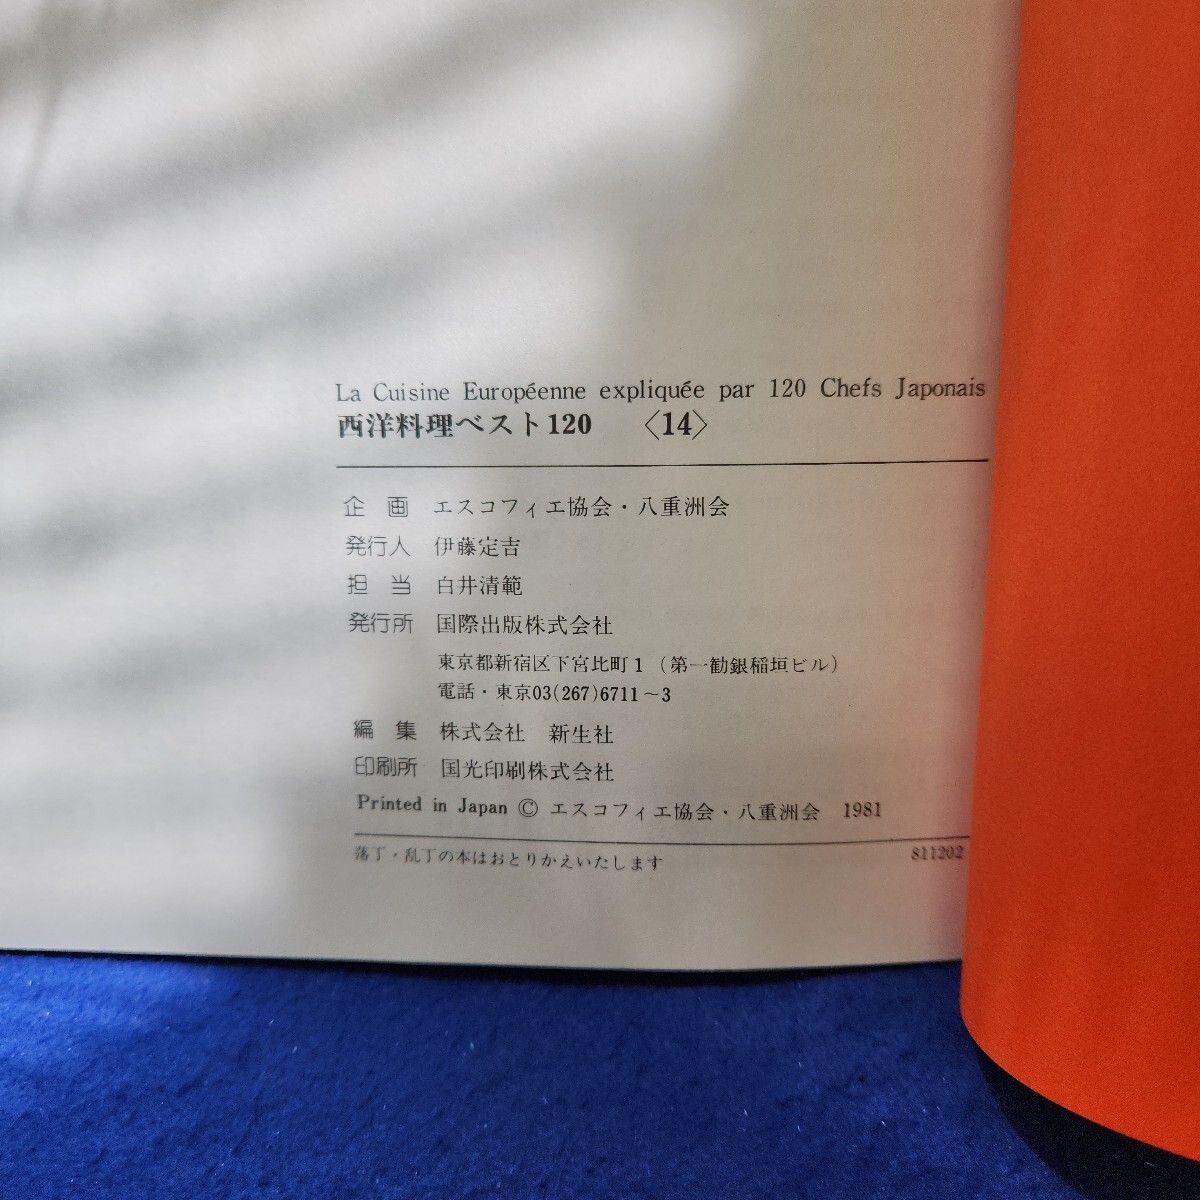 La Cuisine Européenne expliquée par 120 Chefs Japonais
西洋料理ベスト120 〈14〉
企 画 エスコフィエ協会・八重洲会
発行人 伊藤定吉
担 当 白井清範
発行所 国際出版株式会社
東京都新宿区下宮比町1 (第一勧銀稲垣ビル)
電話・東京03(267)6711～3
編 集 株式会社 新生社
印刷所 国光印刷株式会社
Printed in Japan © エスコフィエ協会・八重洲会 1981
落丁・乱丁の本はおとりかえいたします 811202